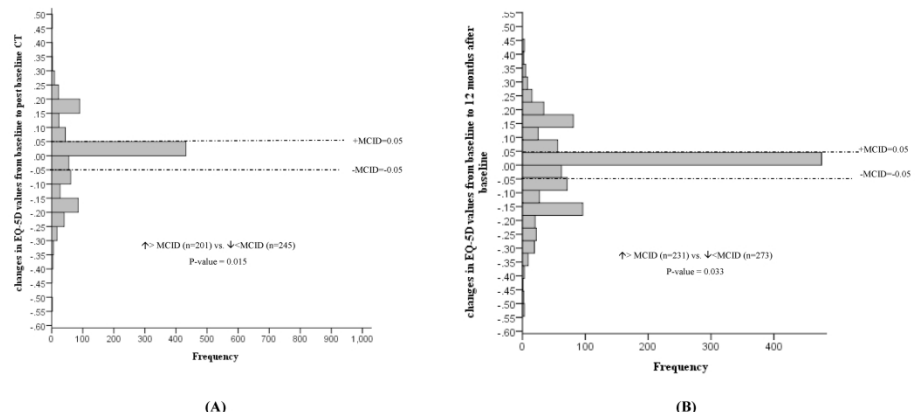 changes in EQ-5D values from baseline to post baseline CT
.50
.45
.40
.35
.30
.25
.20
.15
.10
.05
.00
-.05
-.10
-.15
-.20
-.25
-.30
-.35
-.40
-.45
-.50
-.55
-.60
+MCID=0.05
-MCID=-0.05
↑> MCID (n=201) vs. ↓<MCID (n=245)
P-value = 0.015
0 100 200 300 400 500 600 700 800 900 1,000
Frequency
(A)
changes in EQ-5D values from baseline to 12 months after
baseline
.55
.50
.45
.40
.35
.30
.25
.20
.15
.10
.05
.00
-.05
-.10
-.15
-.20
-.25
-.30
-.35
-.40
-.45
-.50
-.55
-.60
+MCID=0.05
-MCID=-0.05
↑> MCID (n=231) vs. ↓<MCID (n=273)
P-value = 0.033
0 100 200 300 400
Frequency
(B)